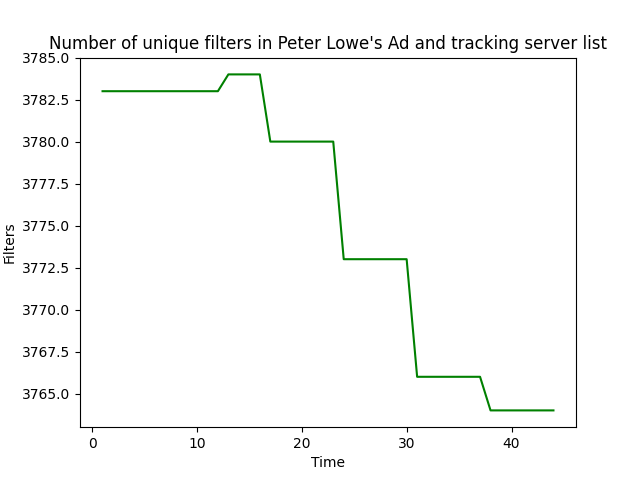 Number of unique filters in Peter Lowe's Ad and tracking server list
3785.0
3782.5
3780.0
3777.5
3775.0
3772.5
3770.0
3767.5
3765.0
Filters
0 10 20 30 40
Time